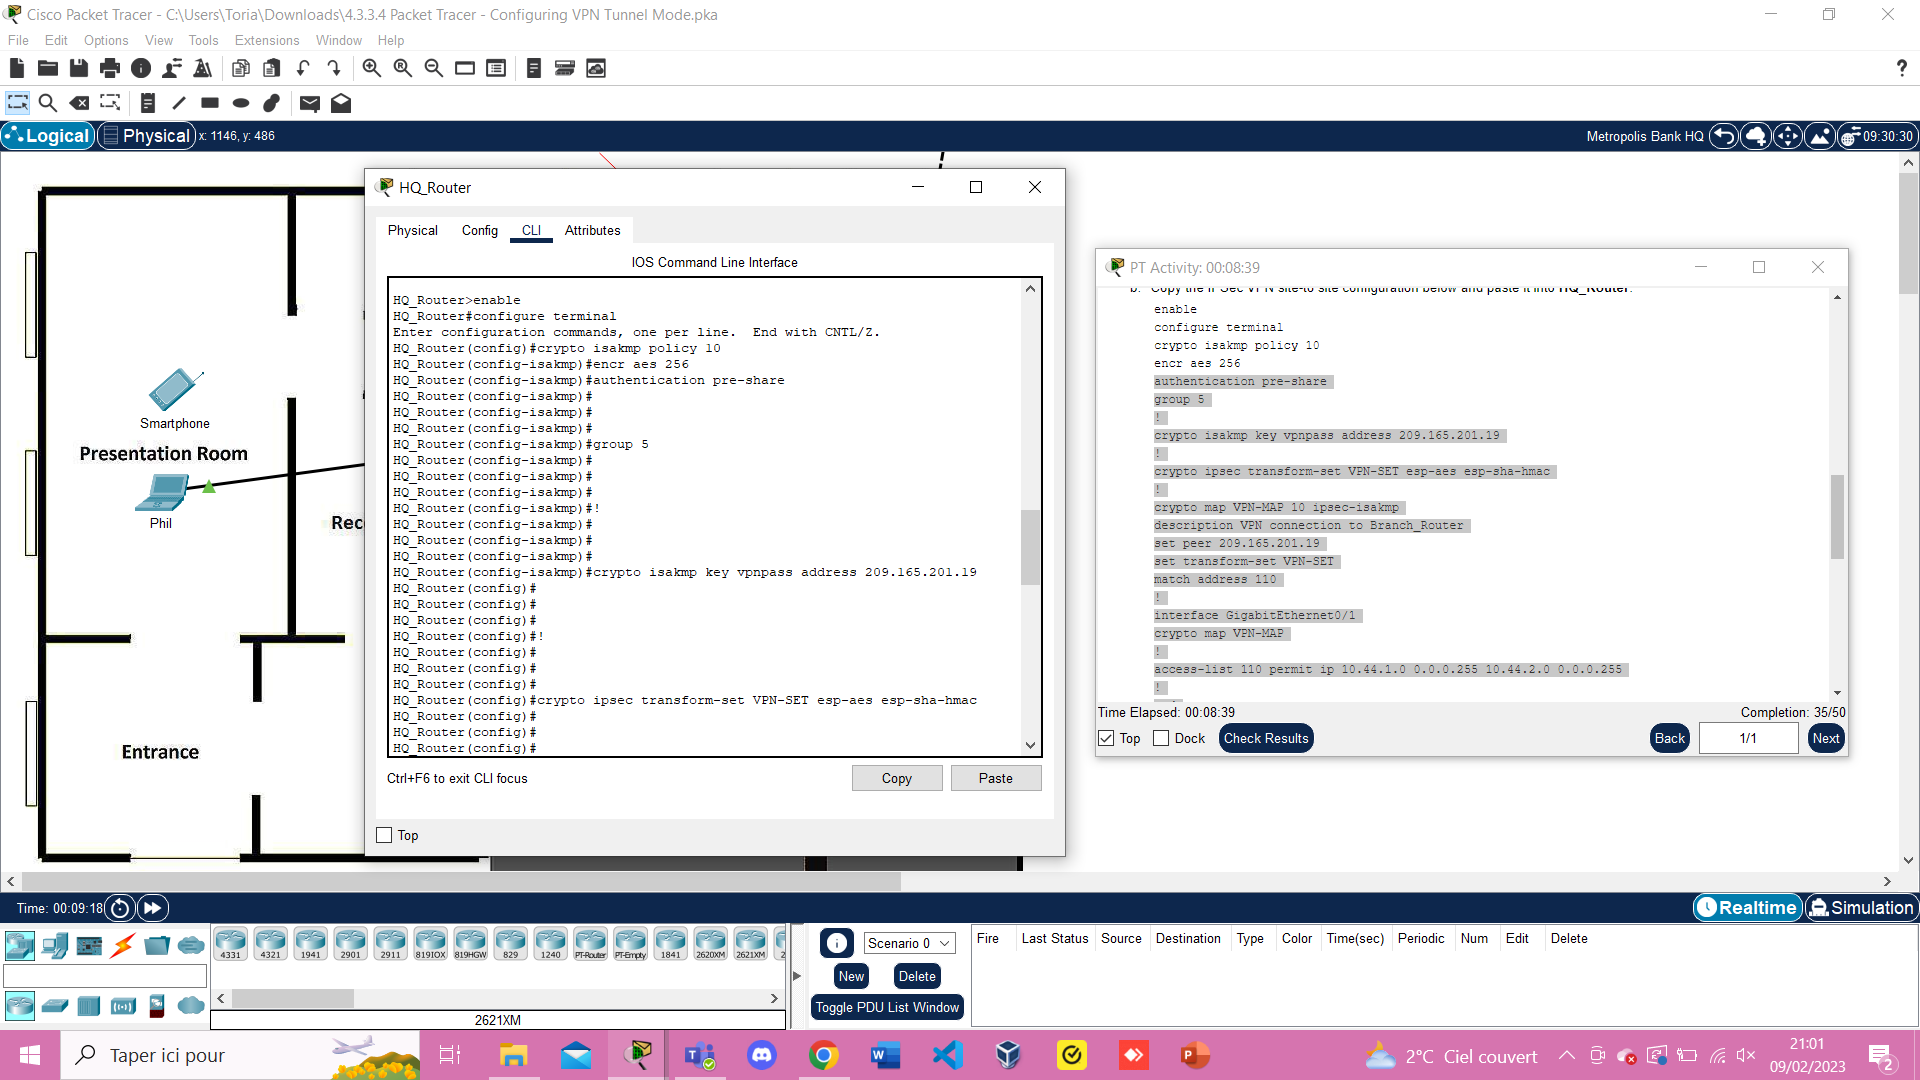 Cisco Packet Tracer - C:\Users\Toria\Downloads\4.3.3.4 Packet Tracer - Configuring VPN Tunnel Mode.pka
File Edit Options View Tools Extensions Window Help
?
Logical Physical x: 1146, y: 486
Metropolis Bank HQ 09:30:30
Smartphone
Presentation Room
Phil
Rec
Entrance
HQ_Router
Physical Config CLI Attributes
IOS Command Line Interface
HQ_Router>enable
HQ_Router#configure terminal
Enter configuration commands, one per line. End with CNTL/Z.
HQ_Router(config)#crypto isakmp policy 10
HQ_Router(config-isakmp)#encr aes 256
HQ_Router(config-isakmp)#authentication pre-share
HQ_Router(config-isakmp)#
HQ_Router(config-isakmp)#
HQ_Router(config-isakmp)#
HQ_Router(config-isakmp)#group 5
HQ_Router(config-isakmp)#
HQ_Router(config-isakmp)#
HQ_Router(config-isakmp)#
HQ_Router(config-isakmp)#!
HQ_Router(config-isakmp)#
HQ_Router(config-isakmp)#
HQ_Router(config-isakmp)#
HQ_Router(config-isakmp)#crypto isakmp key vpnpass address 209.165.201.19
HQ_Router(config)#
HQ_Router(config)#
HQ_Router(config)#
HQ_Router(config)#!
HQ_Router(config)#
HQ_Router(config)#
HQ_Router(config)#
HQ_Router(config)#crypto ipsec transform-set VPN-SET esp-aes esp-sha-hmac
HQ_Router(config)#
HQ_Router(config)#
HQ_Router(config)#
Ctrl+F6 to exit CLI focus
Copy Paste
Top
PT Activity: 00:08:39
b. Copy the IPSec VPN site-to site configuration below and paste it into HQ_Router.
enable
configure terminal
crypto isakmp policy 10
encr aes 256
authentication pre-share
group 5
!
crypto isakmp key vpnpass address 209.165.201.19
!
crypto ipsec transform-set VPN-SET esp-aes esp-sha-hmac
!
crypto map VPN-MAP 10 ipsec-isakmp
description VPN connection to Branch_Router
set peer 209.165.201.19
set transform-set VPN-SET
match address 110
!
interface GigabitEthernet0/1
crypto map VPN-MAP
!
access-list 110 permit ip 10.44.1.0 0.0.0.255 10.44.2.0 0.0.0.255
!
Time Elapsed: 00:08:39 Completion: 35/50
Top Dock Check Results Back 1/1 Next
Time: 00:09:18
Realtime Simulation
4331 4321 1941 2901 2911 819IOX 819HGW 829 1240 PT-Router PT-Empty 1841 2620XM 2621XM 2
2621XM
Scenario 0
New Delete
Toggle PDU List Window
Fire Last Status Source Destination Type Color Time(sec) Periodic Num Edit Delete
Taper ici pour
2°C Ciel couvert
21:01
09/02/2023
2